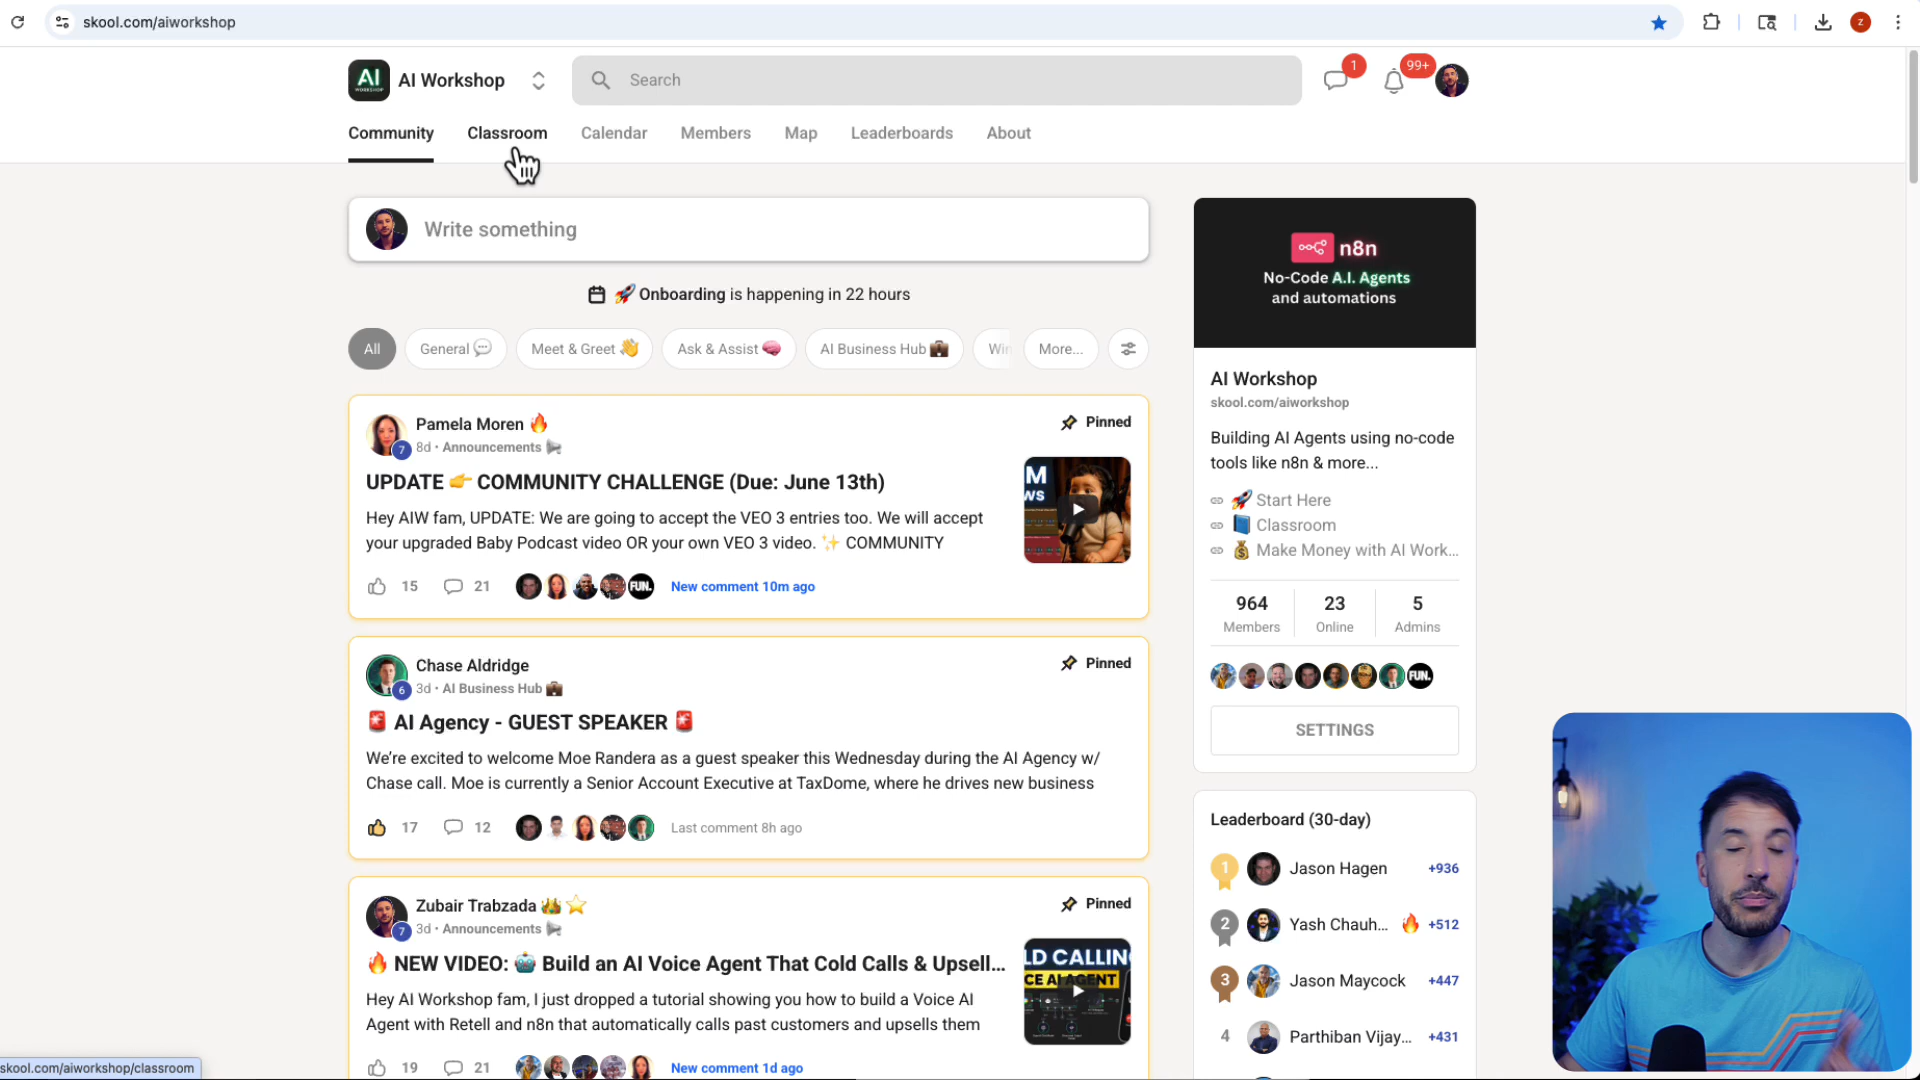 skool.com/aiworkshop
z
AI
WORKSHOP
AI Workshop
Search
1
99+
Community
Classroom
Calendar
Members
Map
Leaderboards
About
Write something
🚀 Onboarding is happening in 22 hours
All
General 💬
Meet & Greet 👋
Ask & Assist 🧠
AI Business Hub 💼
More...
Pamela Moren 🔥
Pinned
7
8d • Announcements 📢
UPDATE 👉 COMMUNITY CHALLENGE (Due: June 13th)
Hey AIW fam, UPDATE: We are going to accept the VEO 3 entries too. We will accept
your upgraded Baby Podcast video OR your own VEO 3 video. ✨ COMMUNITY
15
21
FUN.
New comment 10m ago
Chase Aldridge
Pinned
6
3d • AI Business Hub 💼
🚨 AI Agency - GUEST SPEAKER 🚨
We’re excited to welcome Moe Randera as a guest speaker this Wednesday during the AI Agency w/
Chase call. Moe is currently a Senior Account Executive at TaxDome, where he drives new business
17
12
Last comment 8h ago
Zubair Trabzada 👑⭐
Pinned
7
3d • Announcements 📢
🔥 NEW VIDEO: 🤖 Build an AI Voice Agent That Cold Calls & Upsell...
Hey AI Workshop fam, I just dropped a tutorial showing you how to build a Voice AI
Agent with Retell and n8n that automatically calls past customers and upsells them
LD CALLING
CE AI AGENT
19
21
New comment 1d ago
n8n
No-Code A.I. Agents
and automations
AI Workshop
skool.com/aiworkshop
Building AI Agents using no-code
tools like n8n & more...
🚀 Start Here
📘 Classroom
💰 Make Money with AI Work...
964
Members
23
Online
5
Admins
FUN.
SETTINGS
Leaderboard (30-day)
1
Jason Hagen
+936
2
Yash Chauh... 🔥
+512
3
Jason Maycock
+447
4
Parthiban Vijay...
+431
skool.com/aiworkshop/classroom